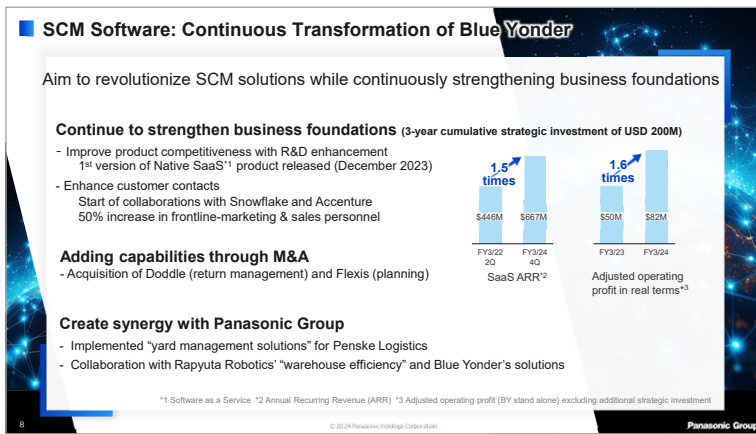 SCM Software: Continuous Transformation of Blue Yonder
Aim to revolutionize SCM solutions while continuously strengthening business foundations
Continue to strengthen business foundations (3-year cumulative strategic investment of USD 200M)
- Improve product competitiveness with R&D enhancement
1st version of Native SaaS*1 product released (December 2023)
- Enhance customer contacts
Start of collaborations with Snowflake and Accenture
50% increase in frontline-marketing & sales personnel
Adding capabilities through M&A
- Acquisition of Doddle (return management) and Flexis (planning)
1.5
times
$446M $667M
FY3/22 FY3/24
2Q 4Q
SaaS ARR*2
1.6
times
$50M $82M
FY3/23 FY3/24
Adjusted operating
profit in real terms*3
Create synergy with Panasonic Group
- Implemented “yard management solutions” for Penske Logistics
- Collaboration with Rapyuta Robotics’ “warehouse efficiency” and Blue Yonder’s solutions
*1 Software as a Service *2 Annual Recurring Revenue (ARR) *3 Adjusted operating profit (BY stand alone) excluding additional strategic investment
8
© 2024 Panasonic Holdings Corporation
Panasonic Group